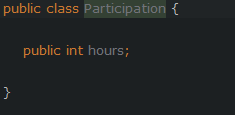 public class Participation {
public int hours;
}